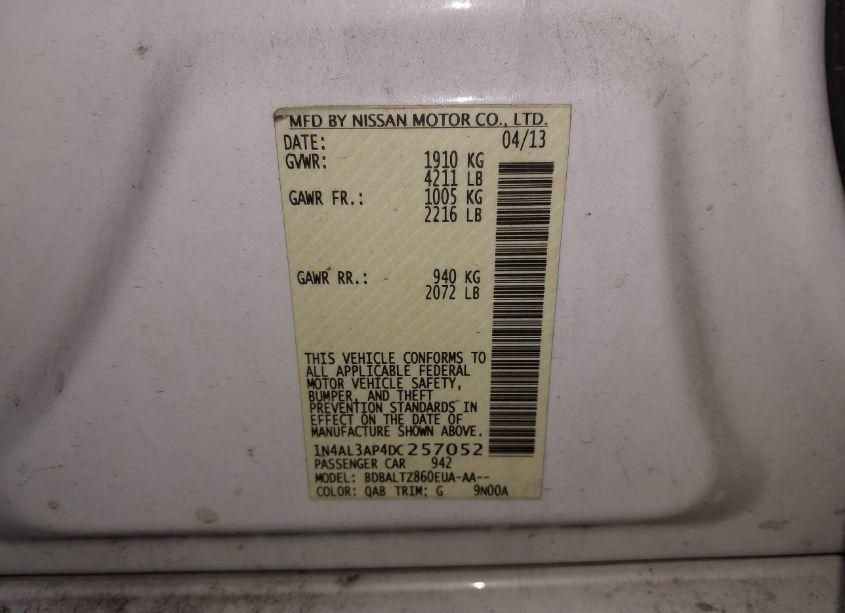 MFD BY NISSAN MOTOR CO., LTD.
DATE: 04/13
GVWR: 1910 KG
4211 LB
GAWR FR.: 1005 KG
2216 LB
GAWR RR.: 940 KG
2072 LB
THIS VEHICLE CONFORMS TO
ALL APPLICABLE FEDERAL
MOTOR VEHICLE SAFETY,
BUMPER, AND THEFT
PREVENTION STANDARDS IN
EFFECT ON THE DATE OF
MANUFACTURE SHOWN ABOVE.
1N4AL3AP4DC257052
PASSENGER CAR 942
MODEL: BDBALTZ860EUA-AA--
COLOR: QAB TRIM: G 9N00A